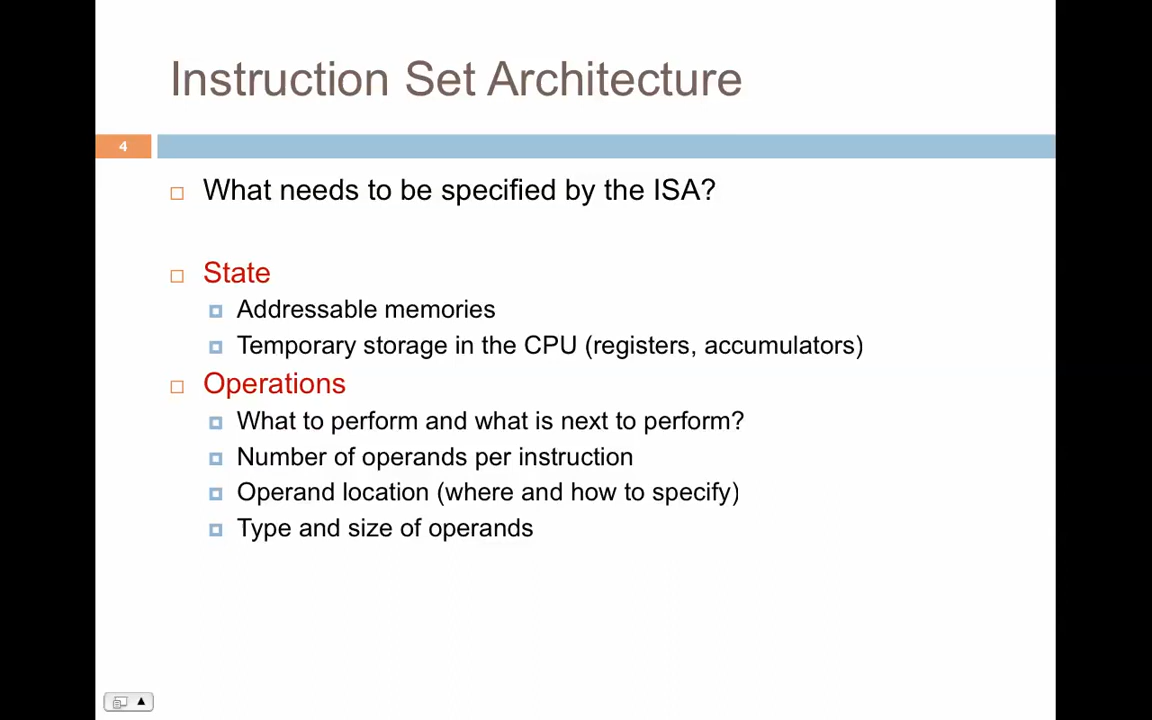 Instruction Set Architecture
4
What needs to be specified by the ISA?
State
Addressable memories
Temporary storage in the CPU (registers, accumulators)
Operations
What to perform and what is next to perform?
Number of operands per instruction
Operand location (where and how to specify)
Type and size of operands